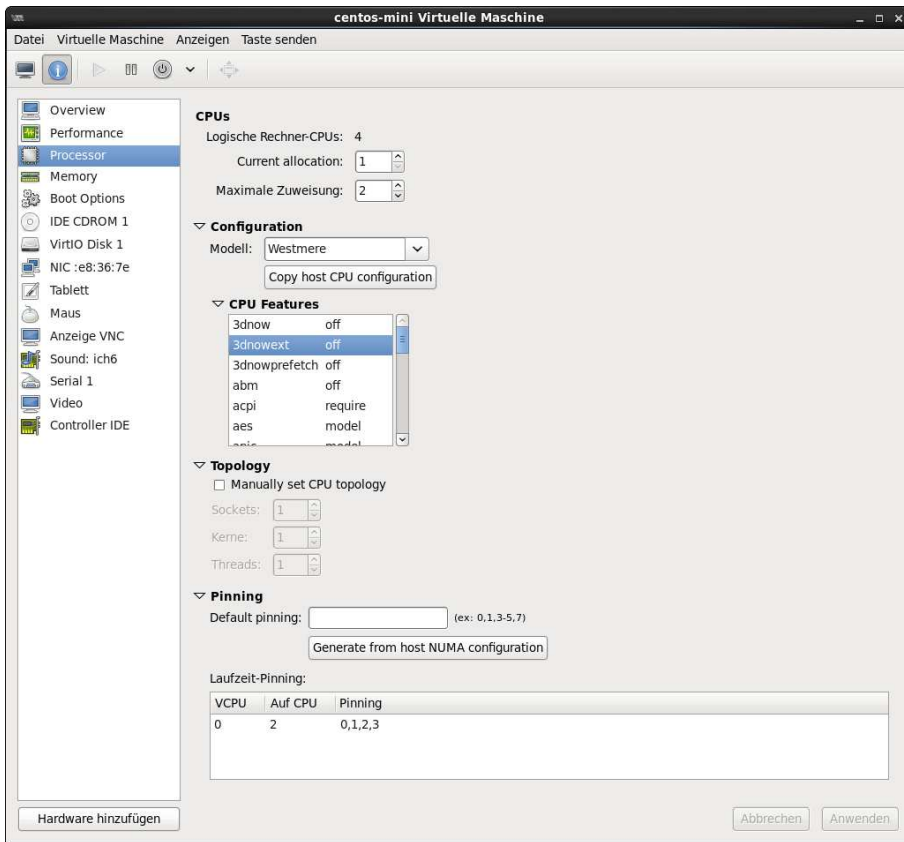 centos-mini Virtuelle Maschine
Datei Virtuelle Maschine Anzeigen Taste senden
Overview
Performance
Processor
Memory
Boot Options
IDE CDROM 1
VirtIO Disk 1
NIC :e8:36:7e
Tablett
Maus
Anzeige VNC
Sound: ich6
Serial 1
Video
Controller IDE
Hardware hinzufügen
CPUs
Logische Rechner-CPUs: 4
Current allocation: 1
Maximale Zuweisung: 2
Configuration
Modell: Westmere
Copy host CPU configuration
CPU Features
3dnow off
3dnowext off
3dnowprefetch off
abm off
acpi require
aes model
apic model
Topology
Manually set CPU topology
Sockets: 1
Kerne: 1
Threads: 1
Pinning
Default pinning: (ex: 0,1,3-5,7)
Generate from host NUMA configuration
Laufzeit-Pinning:
VCPU Auf CPU Pinning
0 2 0,1,2,3
Abbrechen Anwenden